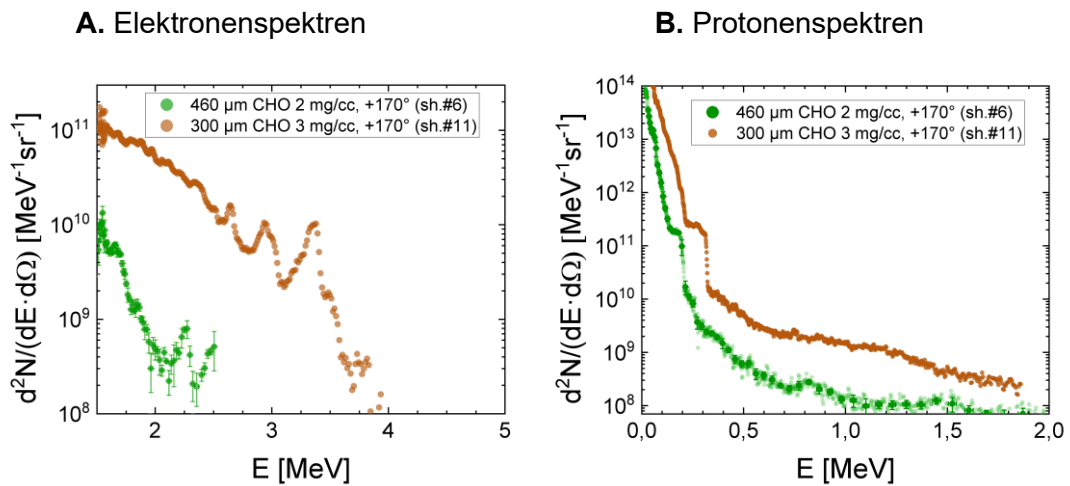 A. Elektronenspektren
460 µm CHO 2 mg/cc, +170° (sh.#6)
300 µm CHO 3 mg/cc, +170° (sh.#11)
10¹¹
10¹⁰
10⁹
10⁸
d²N/(dE·dΩ) [MeV⁻¹sr⁻¹]
2
3
4
5
E [MeV]
B. Protonenspektren
460 µm CHO 2 mg/cc, +170° (sh.#6)
300 µm CHO 3 mg/cc, +170° (sh.#11)
10¹⁴
10¹³
10¹²
10¹¹
10¹⁰
10⁹
10⁸
d²N/(dE·dΩ) [MeV⁻¹sr⁻¹]
0,0
0,5
1,0
1,5
2,0
E [MeV]